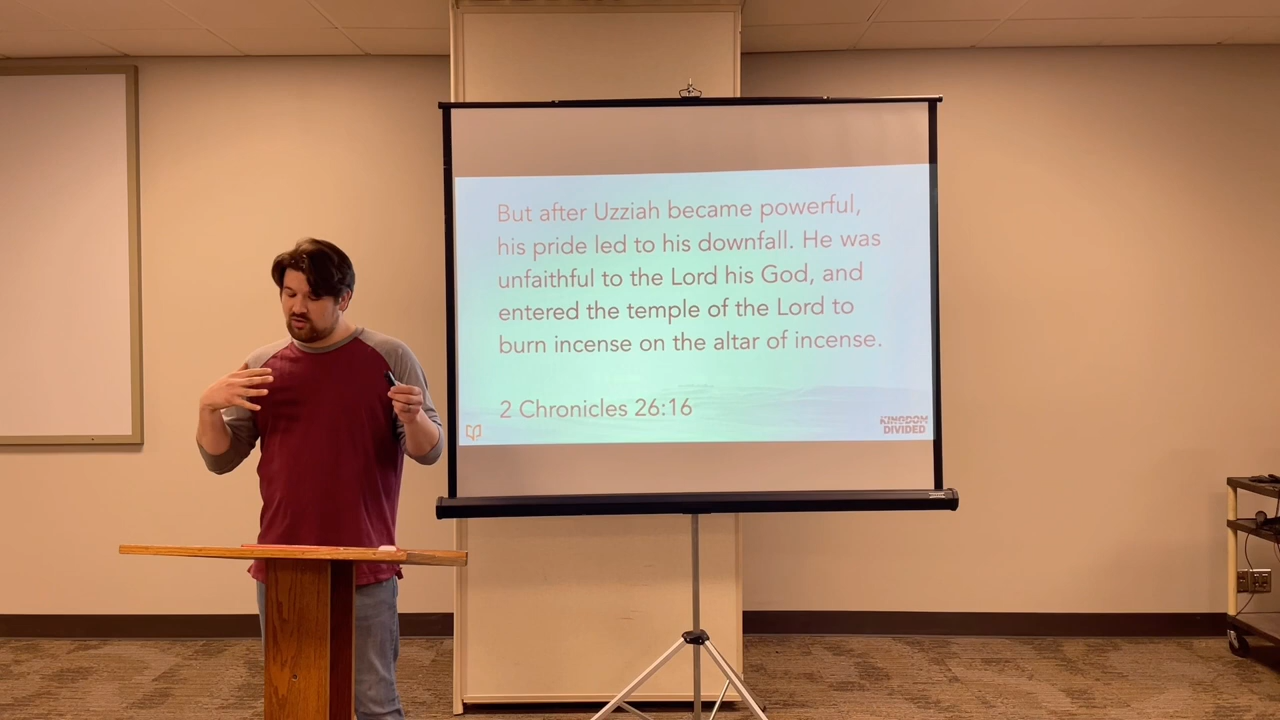 But after Uzziah became powerful,
his pride led to his downfall. He was
unfaithful to the Lord his God, and
entered the temple of the Lord to
burn incense on the altar of incense.
2 Chronicles 26:16
KINGDOM
DIVIDED